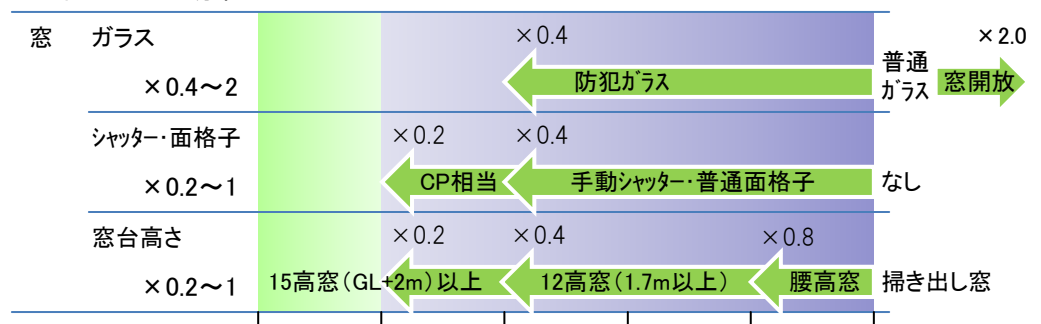 窓 ガラス ×0.4 ×2.0
×0.4～2 防犯ｶﾞﾗｽ 普通ｶﾞﾗｽ 窓開放
ｼｬｯﾀｰ・面格子 ×0.2 ×0.4
×0.2～1 CP相当 手動ｼｬｯﾀｰ・普通面格子 なし
窓台高さ ×0.2 ×0.4 ×0.8
×0.2～1 15高窓（GL+2m）以上 12高窓（1.7m以上） 腰高窓 掃き出し窓